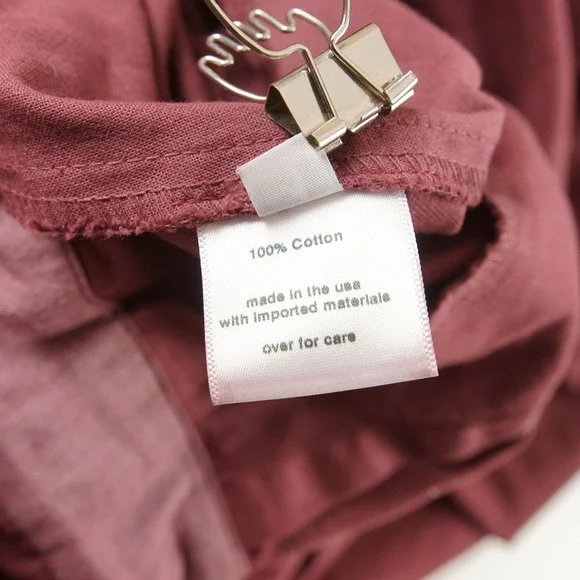 100% Cotton
made in the usa
with imported materials
over for care